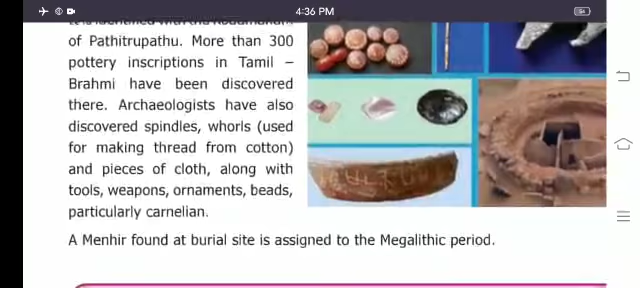 4:36 PM
of Pathitrupathu. More than 300
pottery inscriptions in Tamil –
Brahmi have been discovered
there. Archaeologists have also
discovered spindles, whorls (used
for making thread from cotton)
and pieces of cloth, along with
tools, weapons, ornaments, beads,
particularly carnelian.
A Menhir found at burial site is assigned to the Megalithic period.